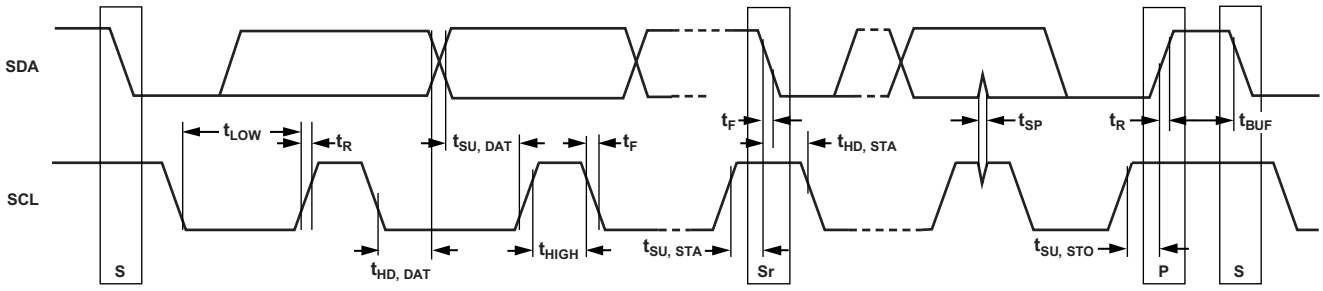 SDA
tF
tSP
tR
tBUF
tLOW
tR
tSU, DAT
tF
tHD, STA
SCL
tHD, DAT
tHIGH
tSU, STA
tSU, STO
S
Sr
P
S